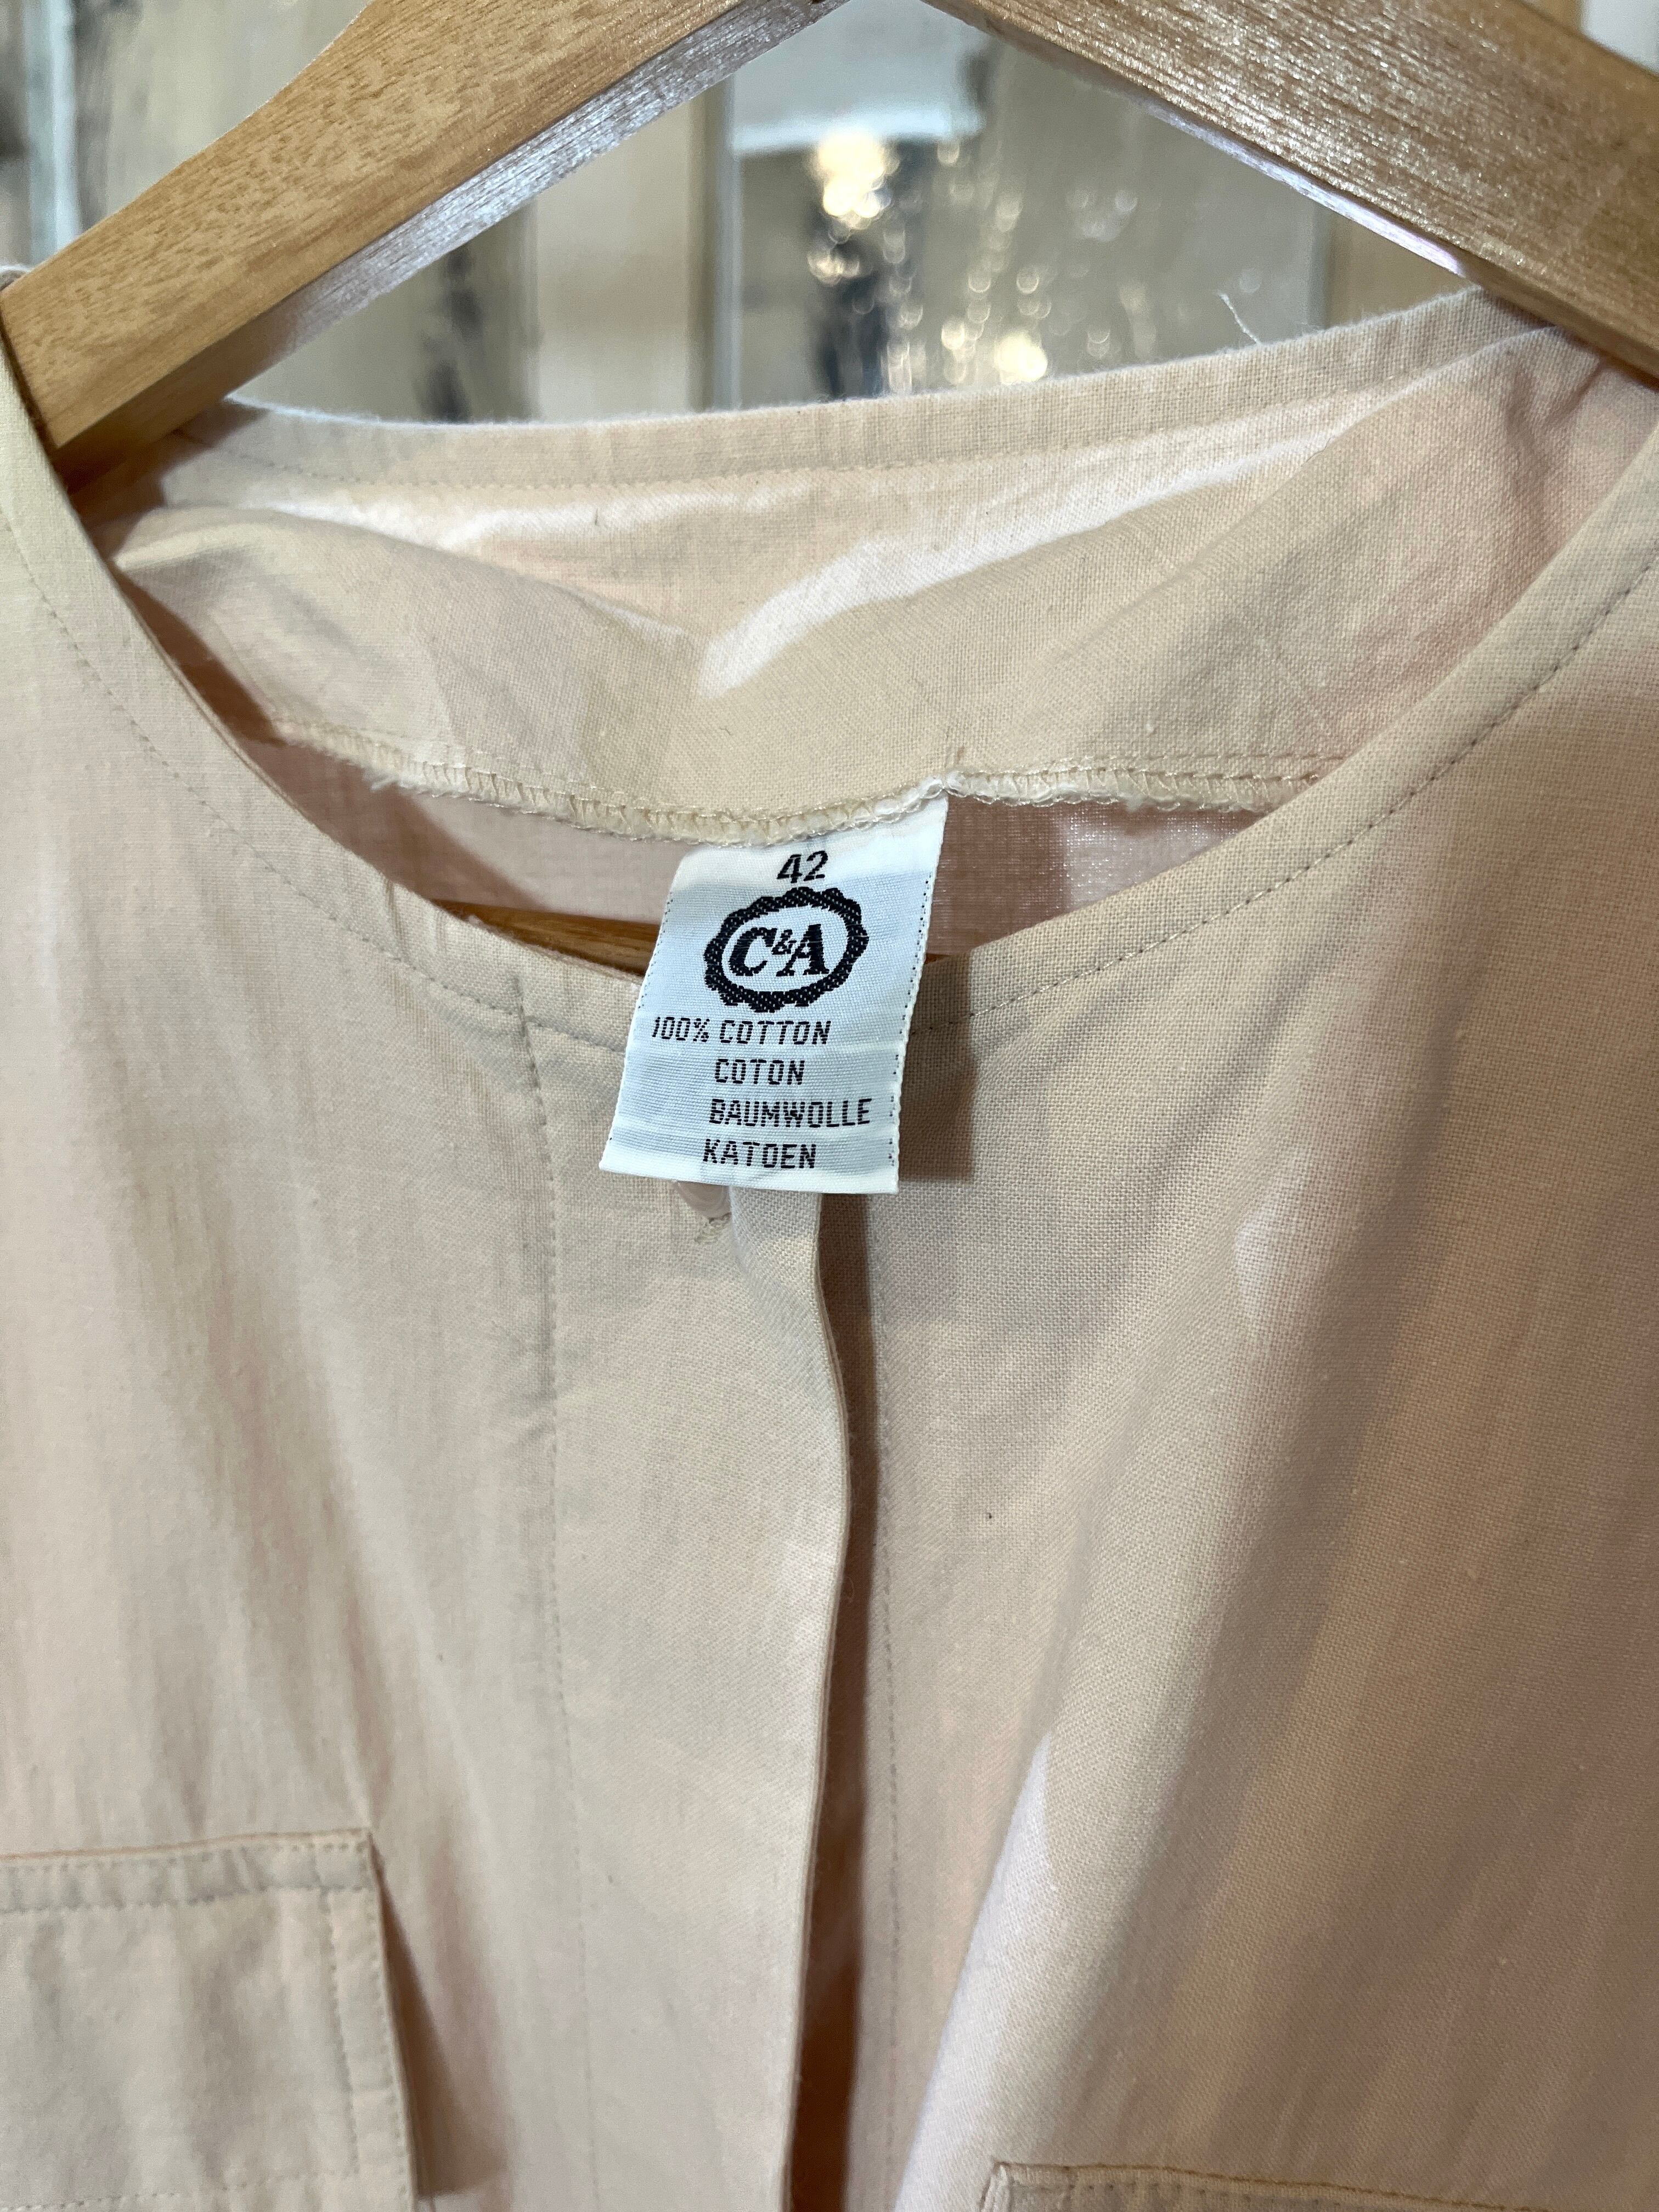 42
C&A
100% COTTON
COTON
BAUMWOLLE
KATOEN